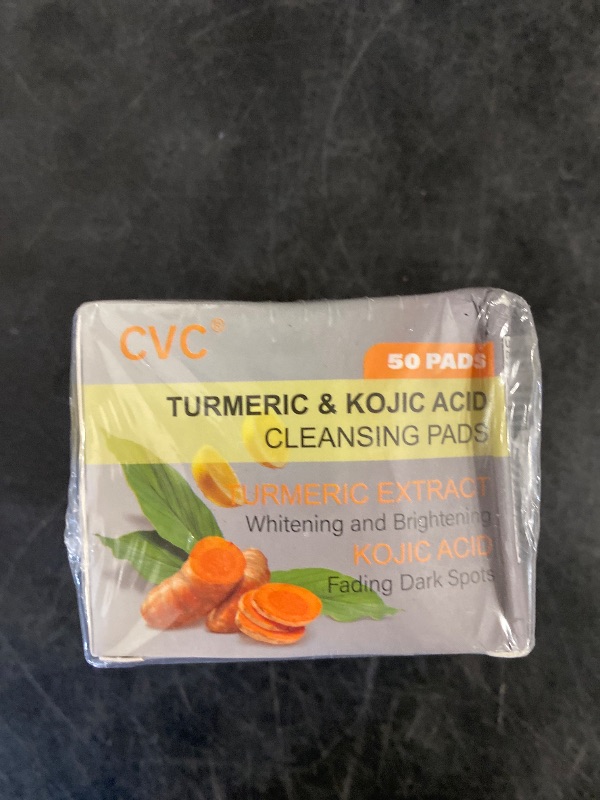 CVC®
50 PADS
TURMERIC & KOJIC ACID
CLEANSING PADS
TURMERIC EXTRACT
Whitening and Brightening
KOJIC ACID
Fading Dark Spots